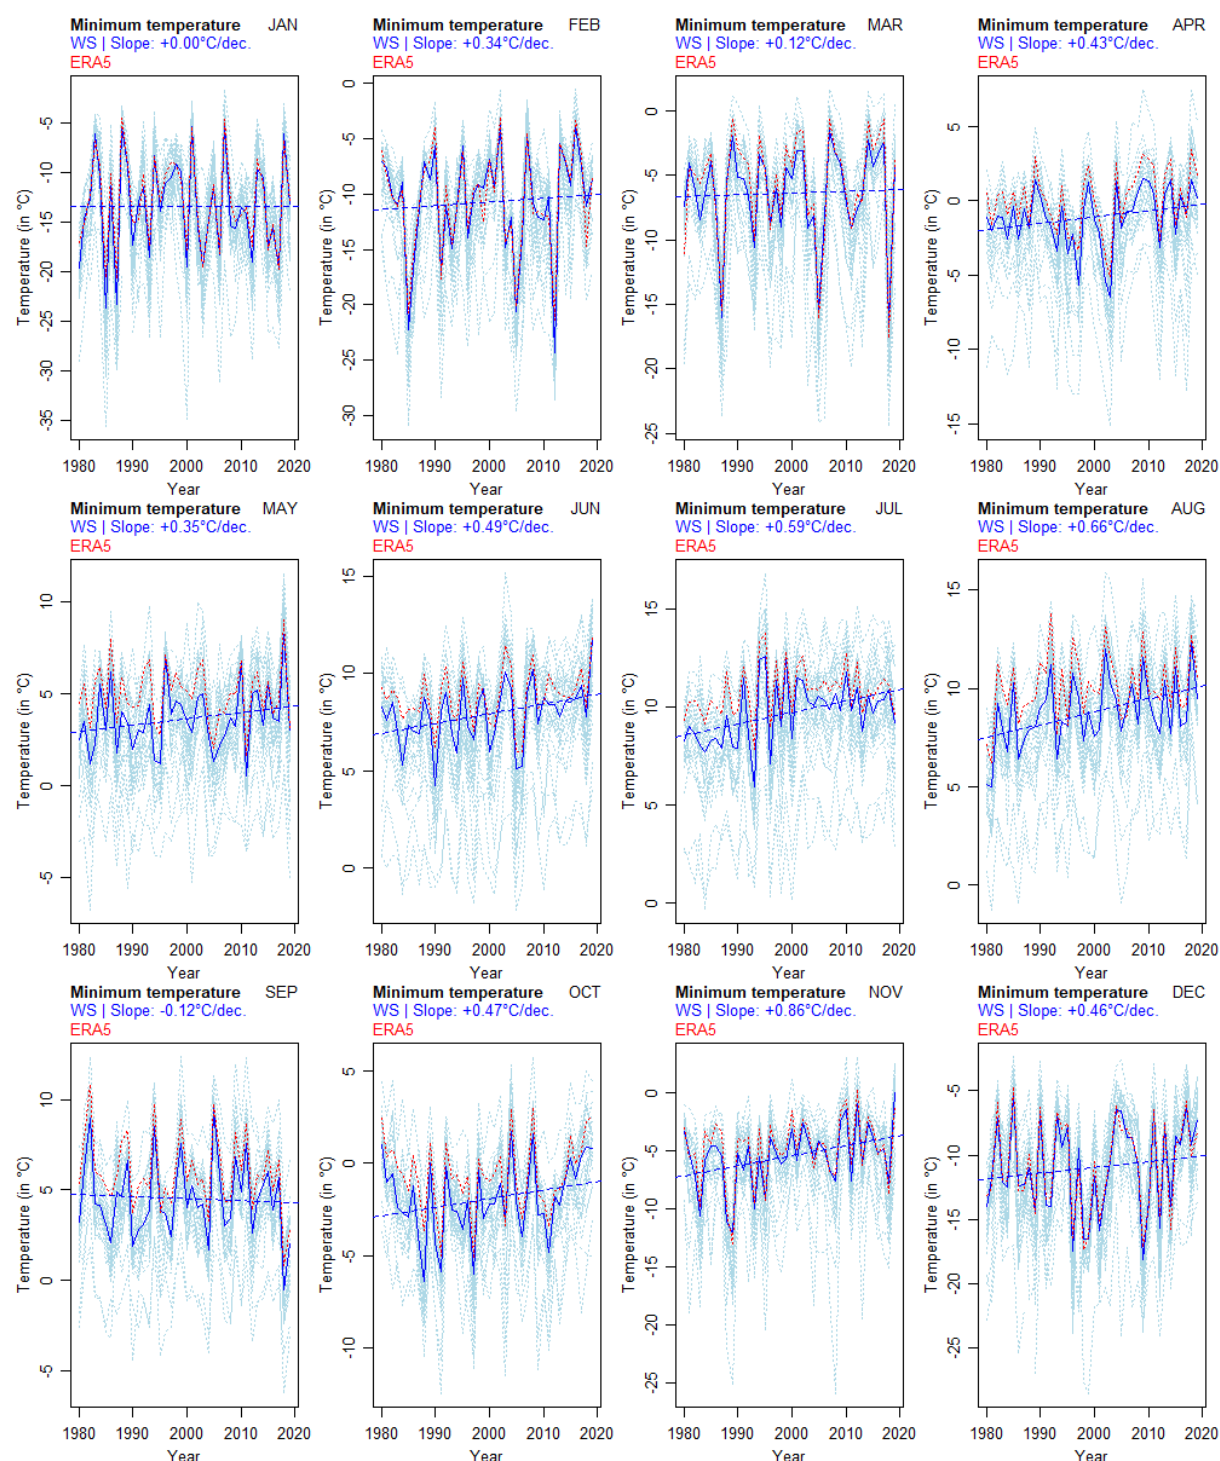 Minimum temperature JAN
WS | Slope: +0.00°C/dec.
ERA5
Temperature (in °C)
-5
-10
-15
-20
-25
-30
-35
1980 1990 2000 2010 2020
Year
Minimum temperature FEB
WS | Slope: +0.34°C/dec.
ERA5
Temperature (in °C)
0
-5
-10
-15
-20
-25
-30
1980 1990 2000 2010 2020
Year
Minimum temperature MAR
WS | Slope: +0.12°C/dec.
ERA5
Temperature (in °C)
0
-5
-10
-15
-20
-25
1980 1990 2000 2010 2020
Year
Minimum temperature APR
WS | Slope: +0.43°C/dec.
ERA5
Temperature (in °C)
5
0
-5
-10
-15
1980 1990 2000 2010 2020
Year
Minimum temperature MAY
WS | Slope: +0.35°C/dec.
ERA5
Temperature (in °C)
10
5
0
-5
1980 1990 2000 2010 2020
Year
Minimum temperature JUN
WS | Slope: +0.49°C/dec.
ERA5
Temperature (in °C)
15
10
5
0
1980 1990 2000 2010 2020
Year
Minimum temperature JUL
WS | Slope: +0.59°C/dec.
ERA5
Temperature (in °C)
15
10
5
0
1980 1990 2000 2010 2020
Year
Minimum temperature AUG
WS | Slope: +0.66°C/dec.
ERA5
Temperature (in °C)
15
10
5
0
1980 1990 2000 2010 2020
Year
Minimum temperature SEP
WS | Slope: -0.12°C/dec.
ERA5
Temperature (in °C)
10
5
0
-5
1980 1990 2000 2010 2020
Year
Minimum temperature OCT
WS | Slope: +0.47°C/dec.
ERA5
Temperature (in °C)
5
0
-5
-10
1980 1990 2000 2010 2020
Year
Minimum temperature NOV
WS | Slope: +0.86°C/dec.
ERA5
Temperature (in °C)
0
-5
-10
-15
-20
-25
1980 1990 2000 2010 2020
Year
Minimum temperature DEC
WS | Slope: +0.46°C/dec.
ERA5
Temperature (in °C)
-5
-10
-15
-20
-25
1980 1990 2000 2010 2020
Year